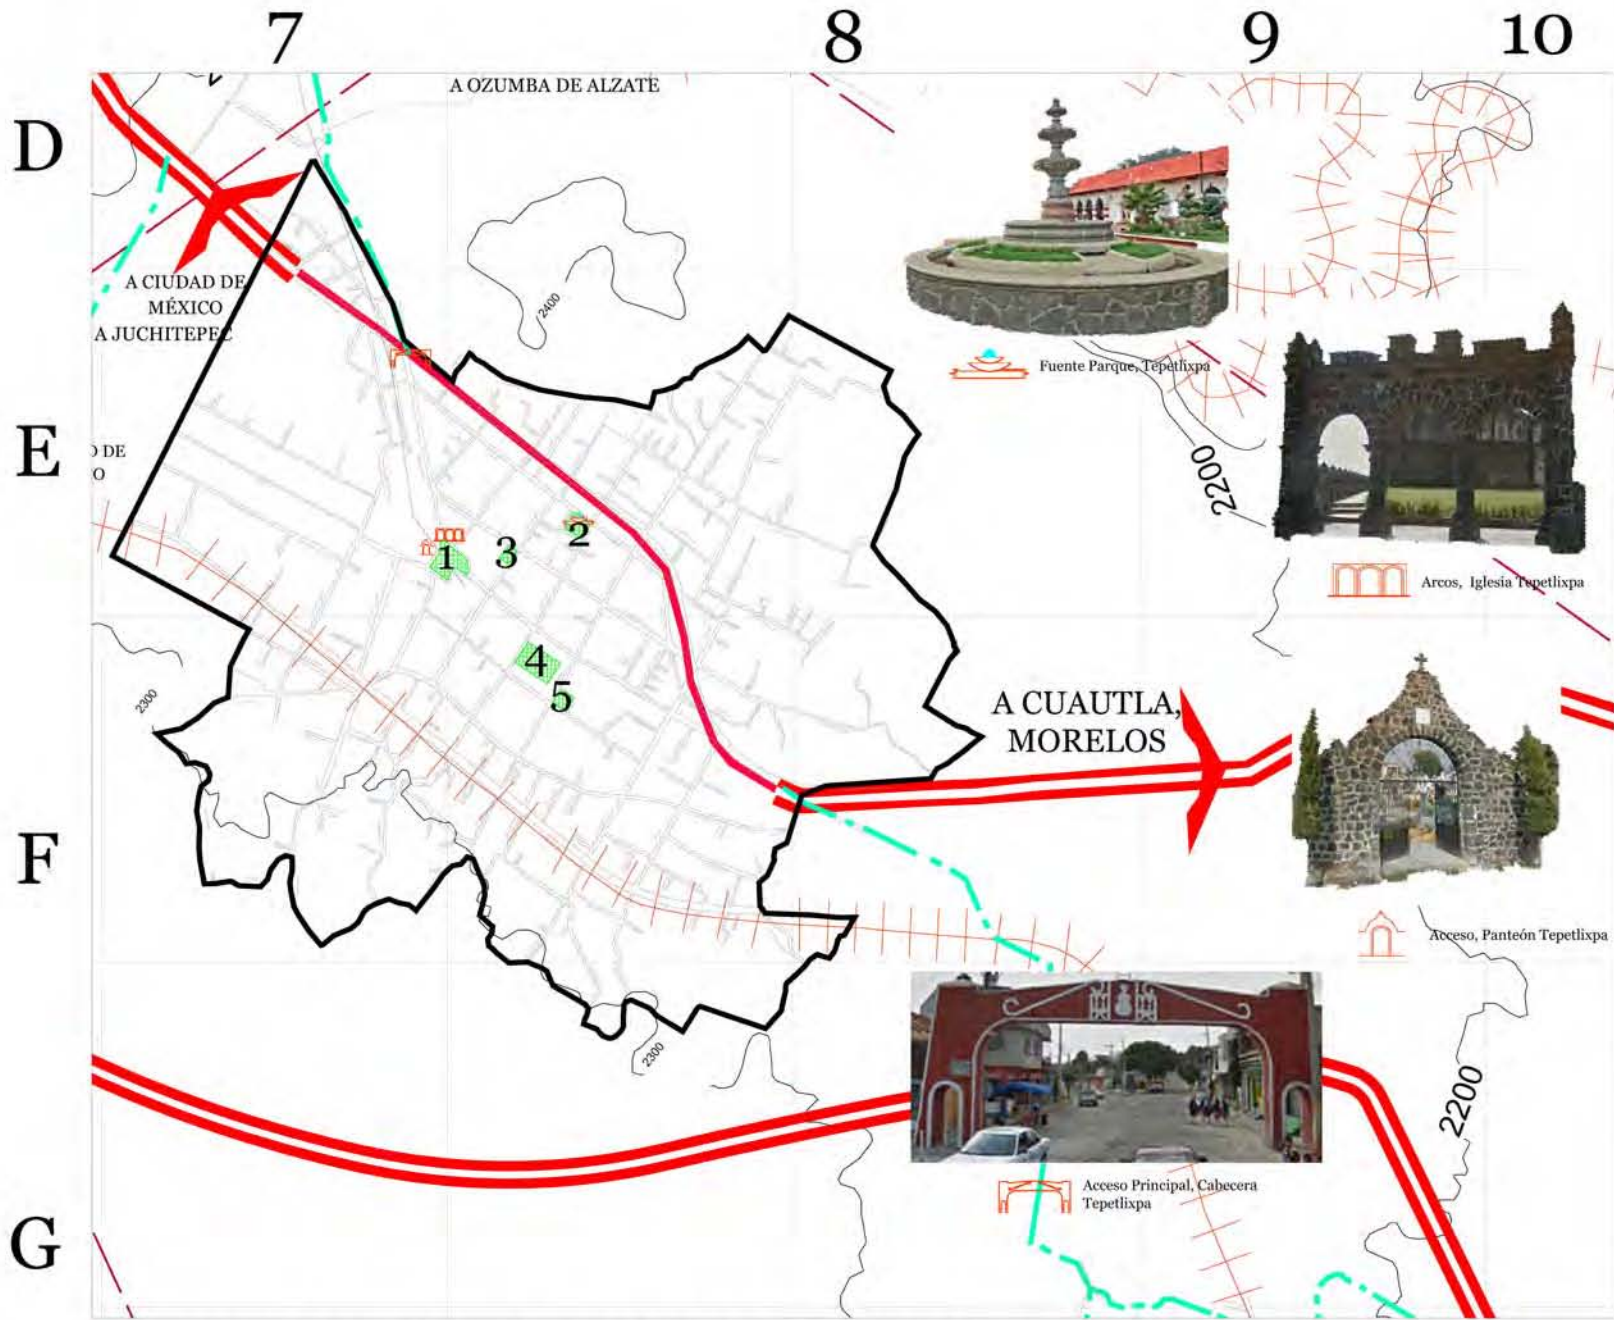 7
8
9
10
D
E
F
G
A OZUMBA DE ALZATE
A CIUDAD DE
MÉXICO
A JUCHITEPEC
O DE
O
2400
Fuente Parque, Tepetlixpa
2200
Arcos, Iglesia Tepetlixpa
1
3
2
4
5
2300
A CUAUTLA,
MORELOS
Acceso, Panteón Tepetlixpa
2300
2200
Acceso Principal, Cabecera
Tepetlixpa